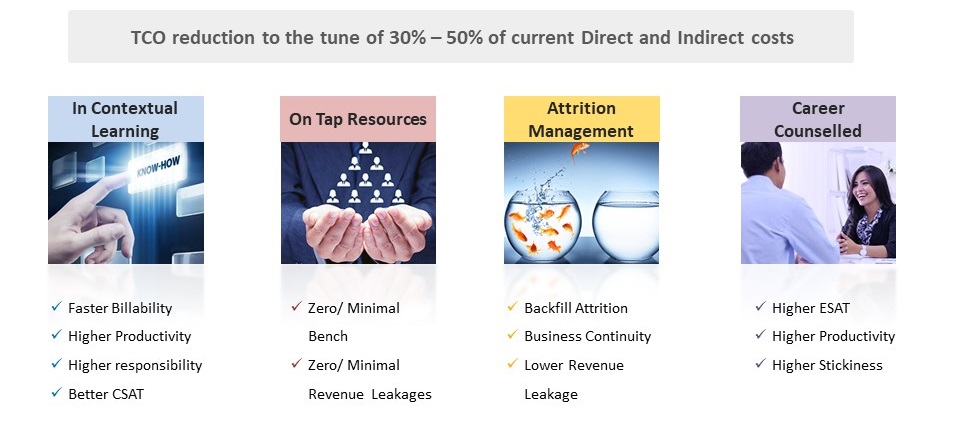 TCO reduction to the tune of 30% – 50% of current Direct and Indirect costs
In Contextual
Learning
KNOW-HOW
Faster Billability
Higher Productivity
Higher responsibility
Better CSAT
On Tap Resources
Zero/ Minimal
Bench
Zero/ Minimal
Revenue Leakages
Attrition
Management
Backfill Attrition
Business Continuity
Lower Revenue
Leakage
Career
Counselled
Higher ESAT
Higher Productivity
Higher Stickiness